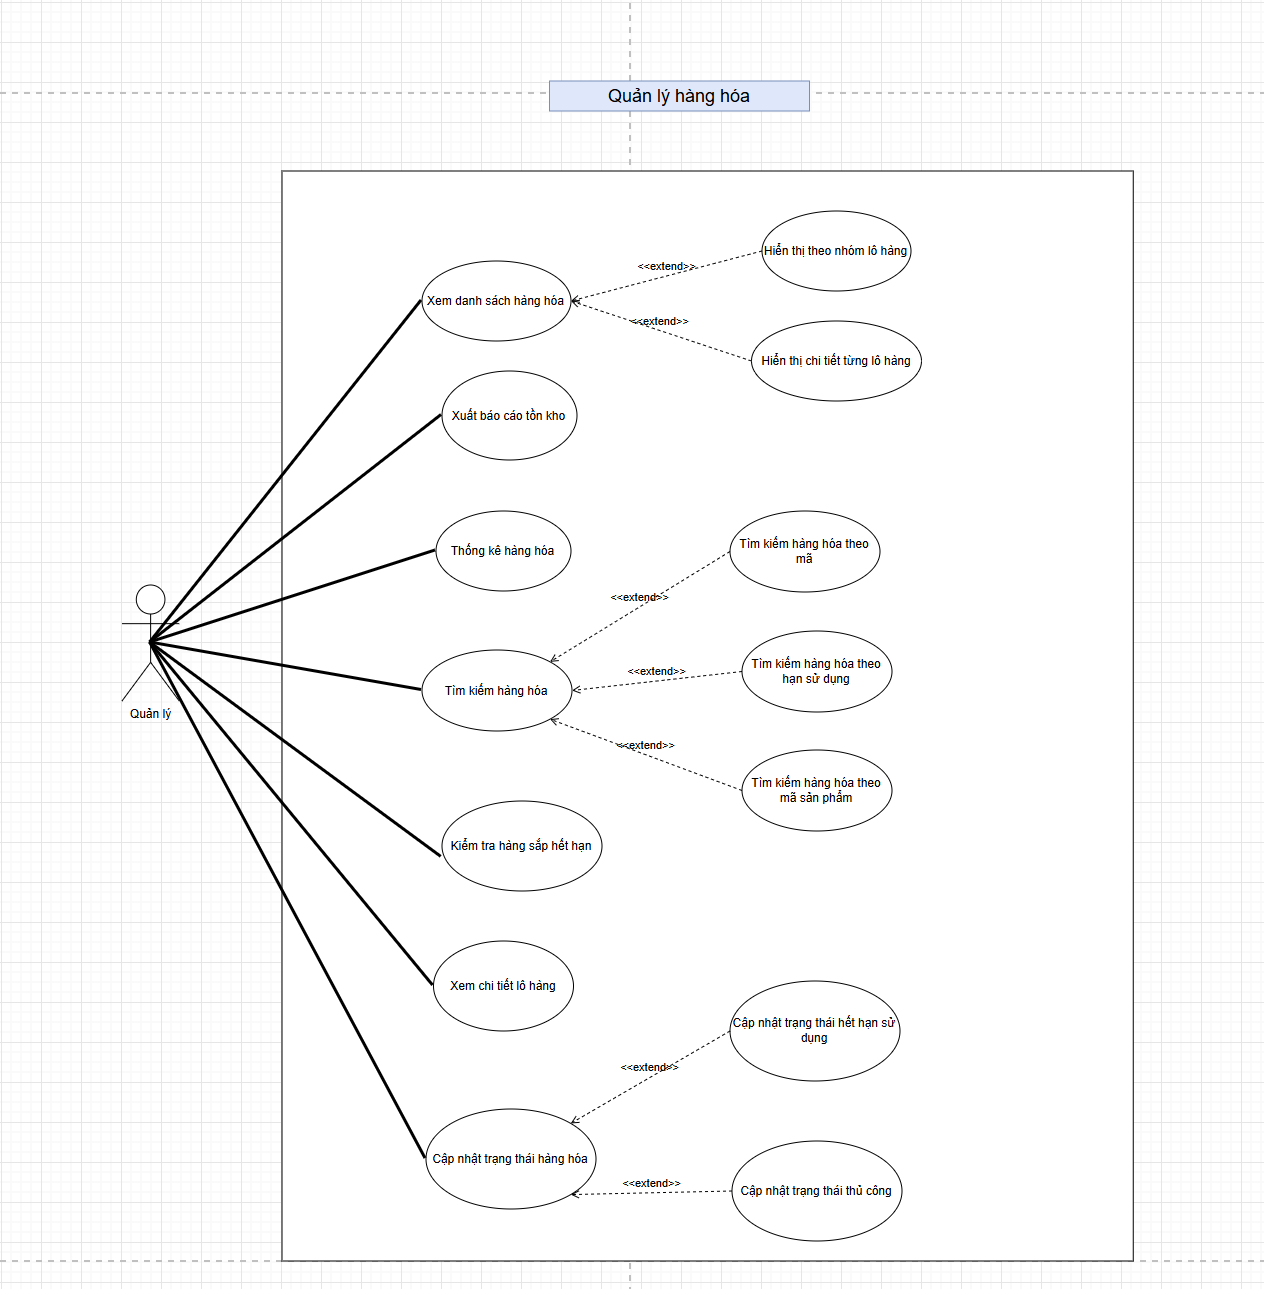 Quản lý hàng hóa
Hiển thị theo nhóm lô hàng
<<extend>>
Xem danh sách hàng hóa
<<extend>>
Hiển thị chi tiết từng lô hàng
Xuất báo cáo tồn kho
Thống kê hàng hóa
Tìm kiếm hàng hóa theo
mã
<<extend>>
Tìm kiếm hàng hóa theo
hạn sử dụng
<<extend>>
Tìm kiếm hàng hóa
Quản lý
<<extend>>
Tìm kiếm hàng hóa theo
mã sản phẩm
Kiểm tra hàng sắp hết hạn
Xem chi tiết lô hàng
Cập nhật trạng thái hết hạn sử
dụng
<<extend>>
Cập nhật trạng thái hàng hóa
<<extend>>
Cập nhật trạng thái thủ công